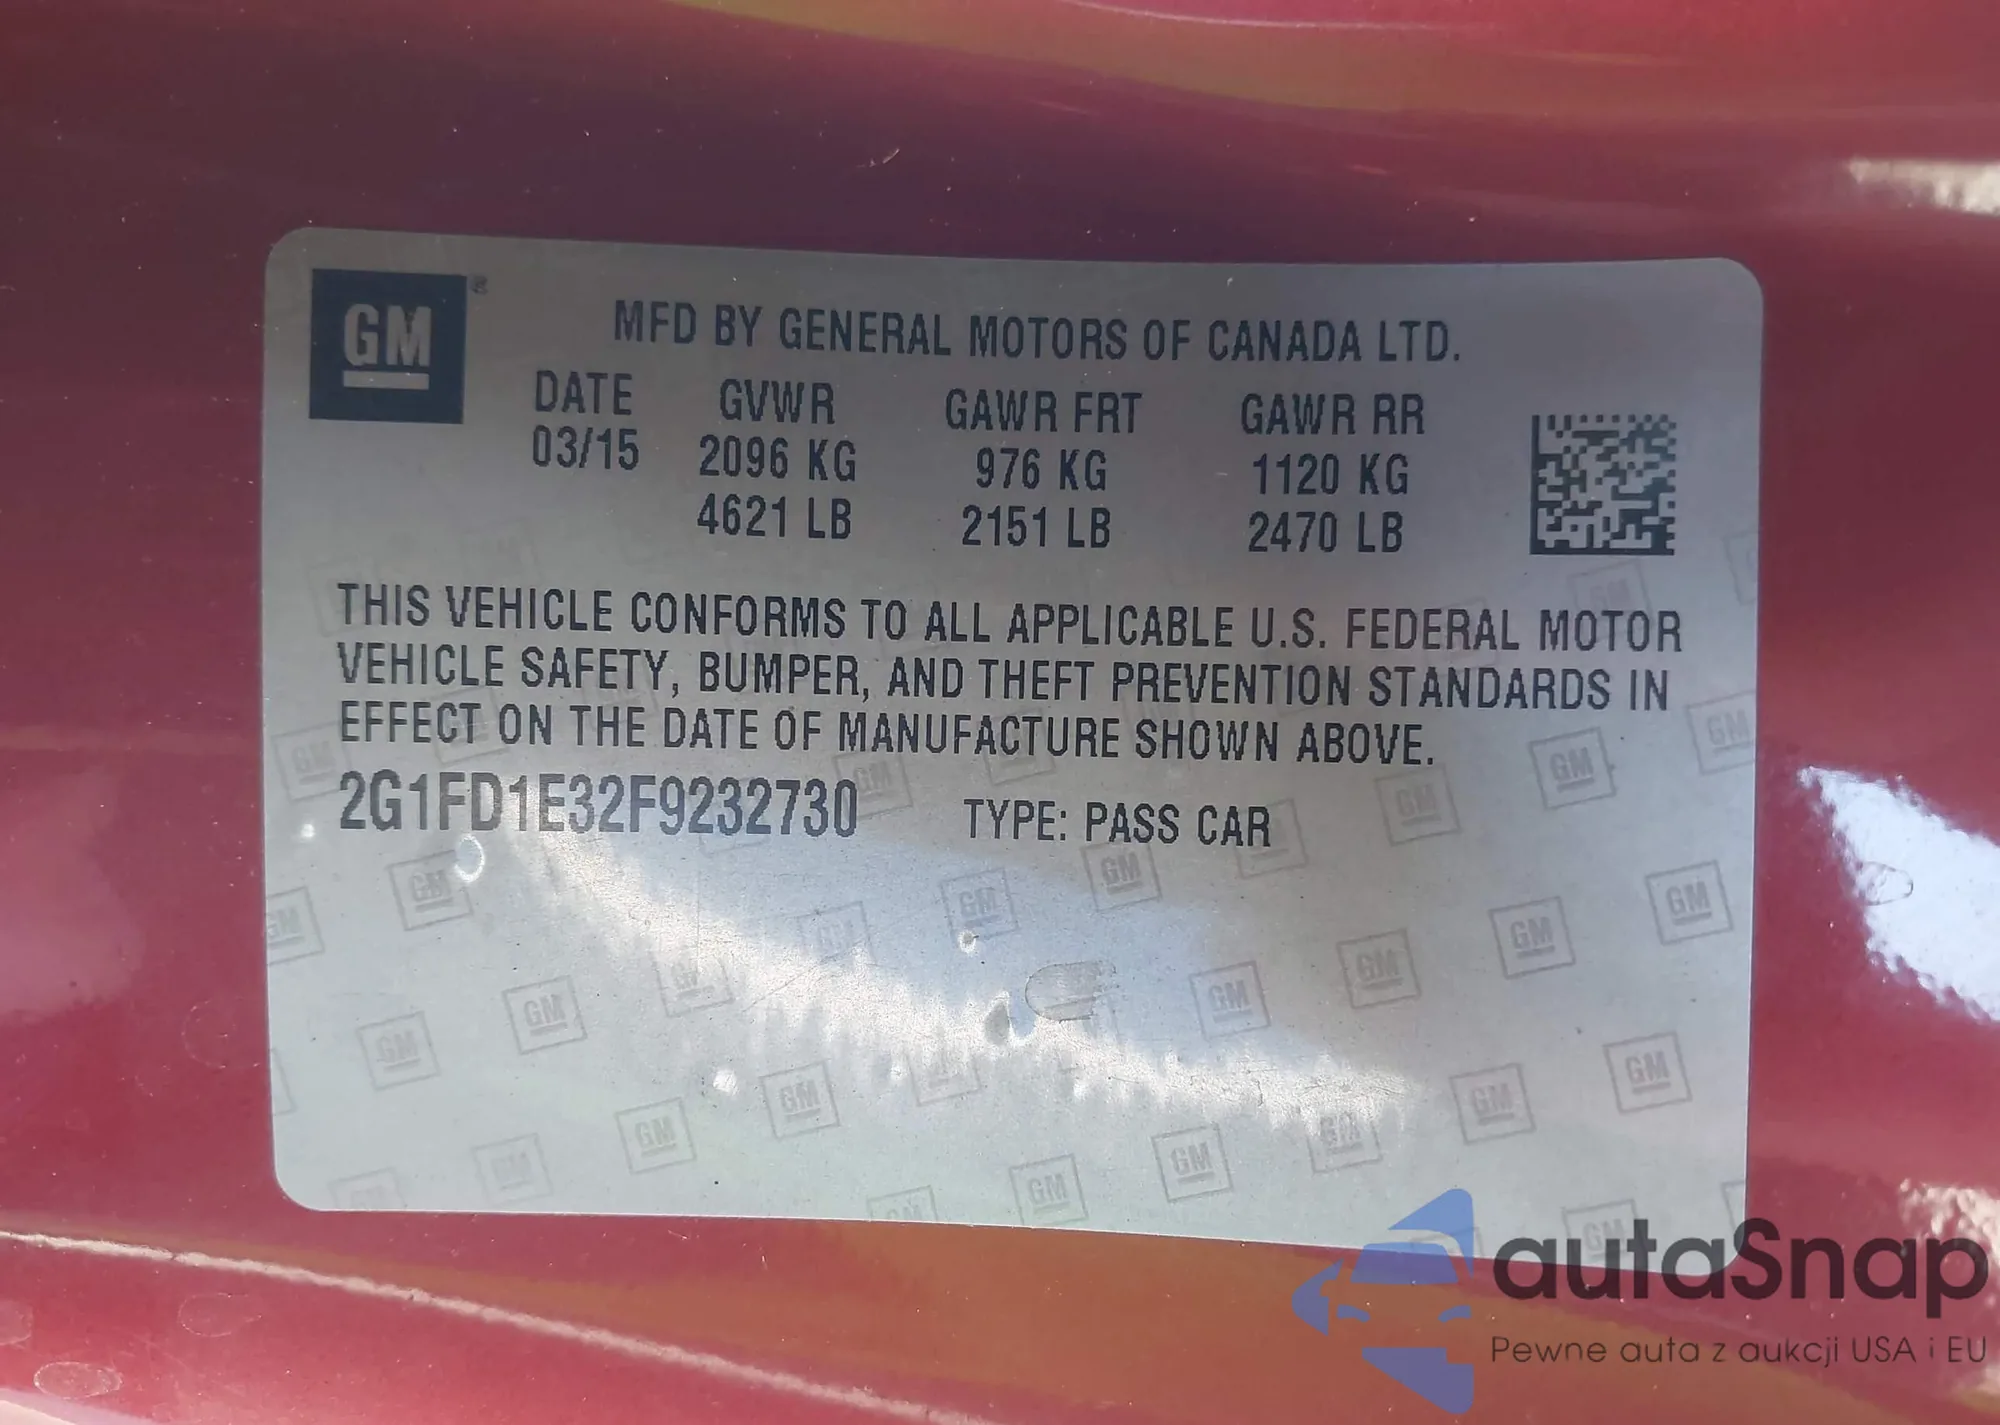 GM ®
MFD BY GENERAL MOTORS OF CANADA LTD.
DATE GVWR GAWR FRT GAWR RR
03/15 2096 KG 976 KG 1120 KG
4621 LB 2151 LB 2470 LB
THIS VEHICLE CONFORMS TO ALL APPLICABLE U.S. FEDERAL MOTOR
VEHICLE SAFETY, BUMPER, AND THEFT PREVENTION STANDARDS IN
EFFECT ON THE DATE OF MANUFACTURE SHOWN ABOVE.
2G1FD1E32F9232730 TYPE: PASS CAR
autaSnap
Pewne auta z aukcji USA i EU